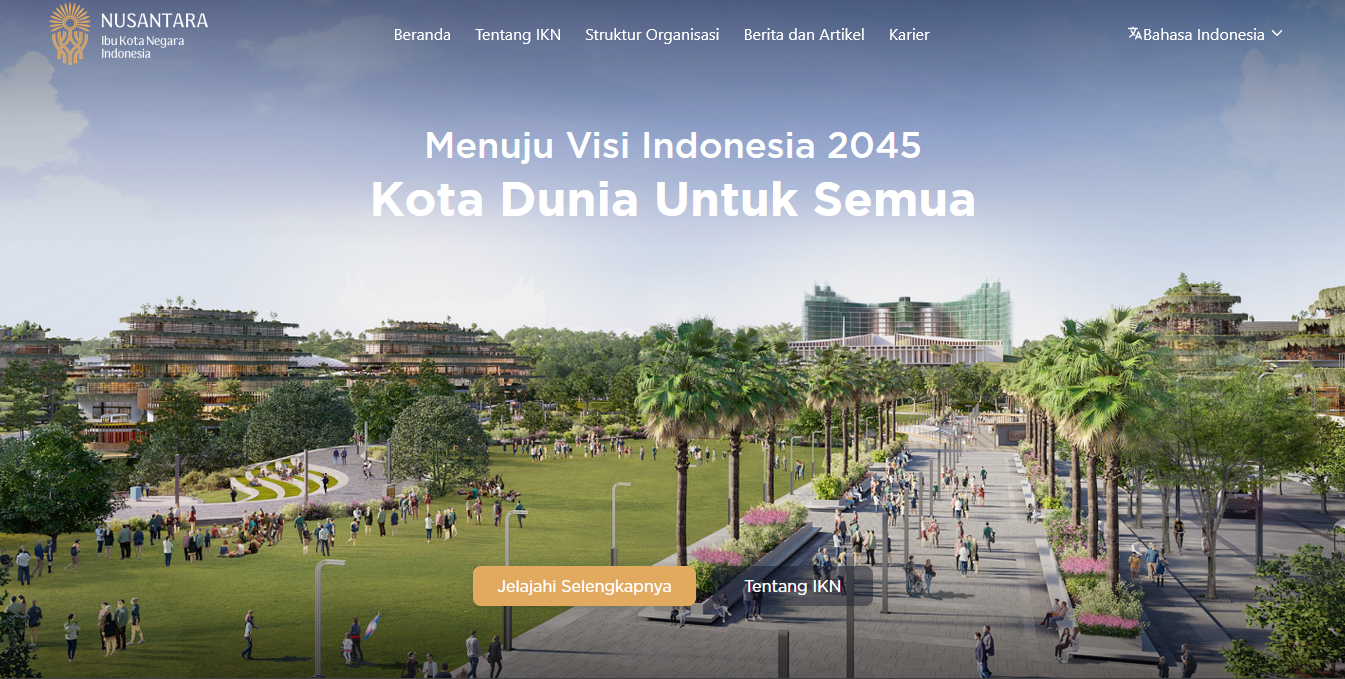 NUSANTARA
Ibu Kota Negara
Indonesia
Beranda
Tentang IKN
Struktur Organisasi
Berita dan Artikel
Karier
Bahasa Indonesia
Menuju Visi Indonesia 2045
Kota Dunia Untuk Semua
Jelajahi Selengkapnya
Tentang IKN